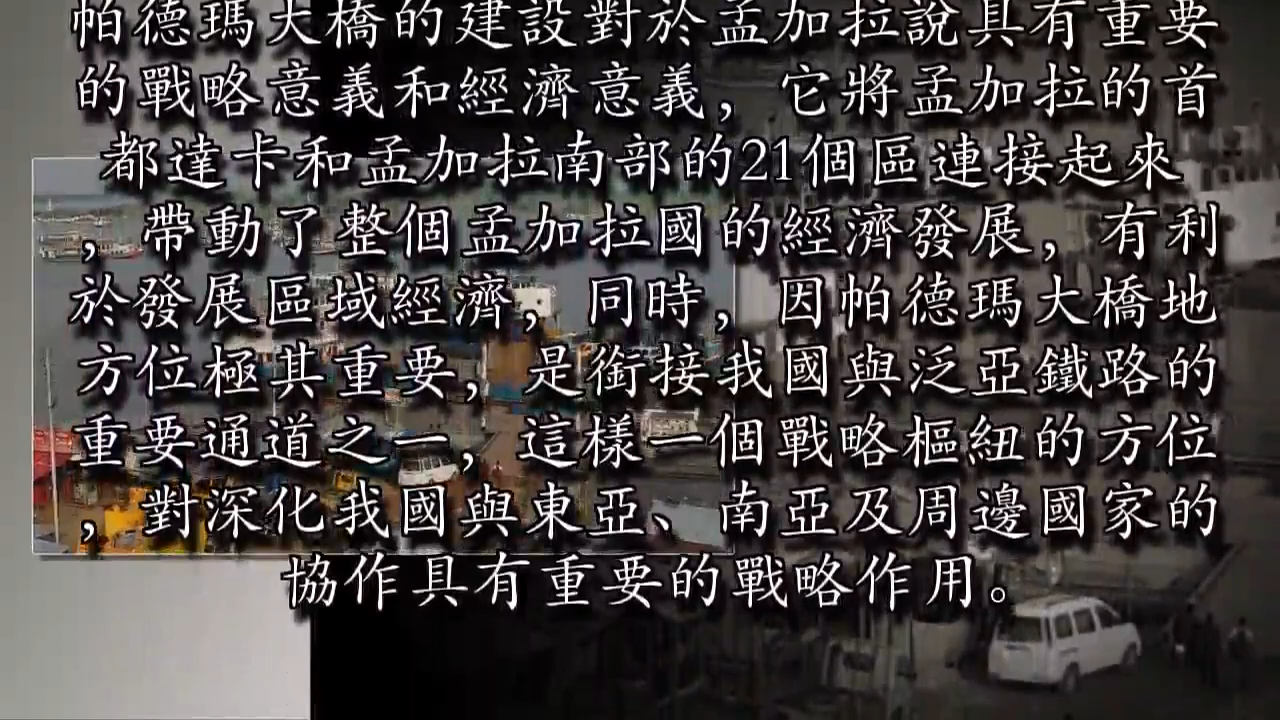 帕德瑪大橋的建設對於孟加拉說具有重要
的戰略意義和經濟意義，它將孟加拉的首
都達卡和孟加拉南部的21個區連接起來
，帶動了整個孟加拉國的經濟發展，有利
於發展區域經濟，同時，因帕德瑪大橋地
方位極其重要，是銜接我國與泛亞鐵路的
重要通道之一，這樣一個戰略樞紐的方位
，對深化我國與東亞、南亞及周邊國家的
協作具有重要的戰略作用。